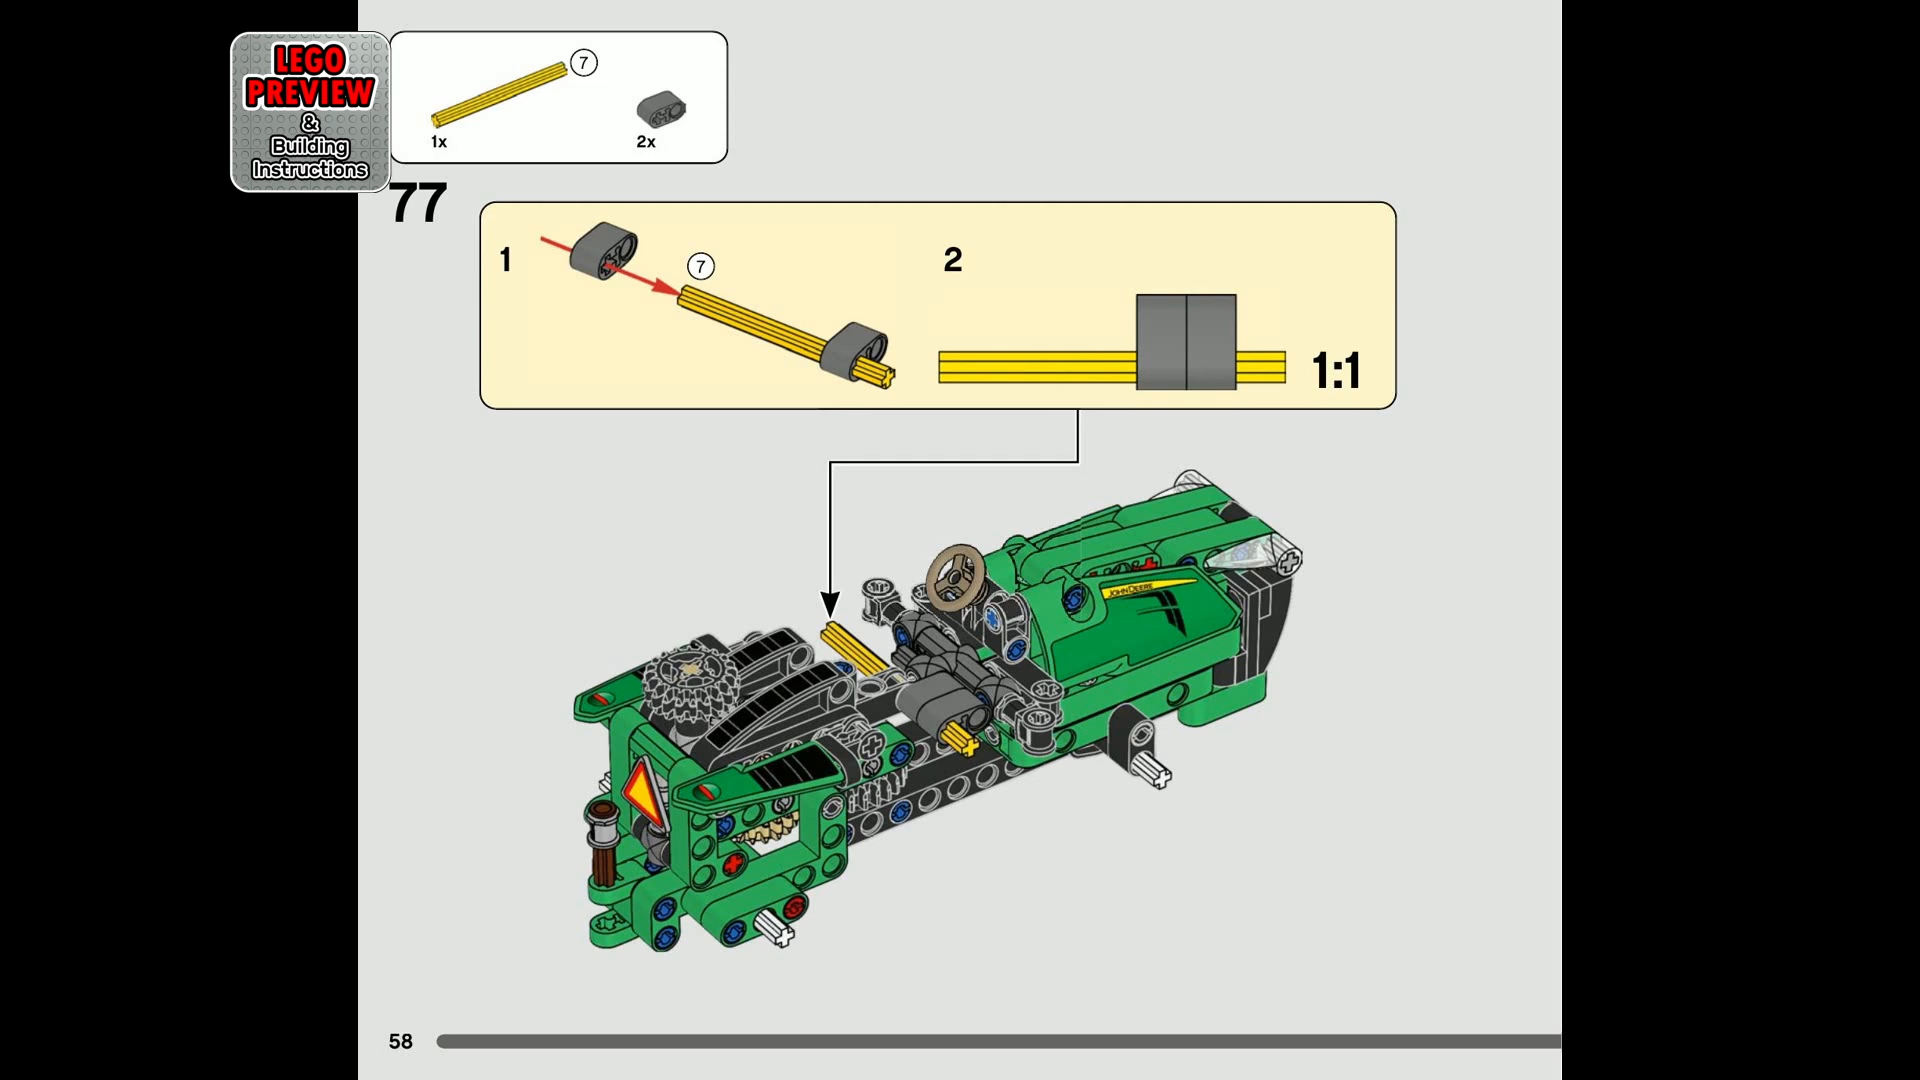 LEGO
PREVIEW
&
Building
Instructions
7
1x
2x
77
1
7
2
1:1
JOHN DEERE
58